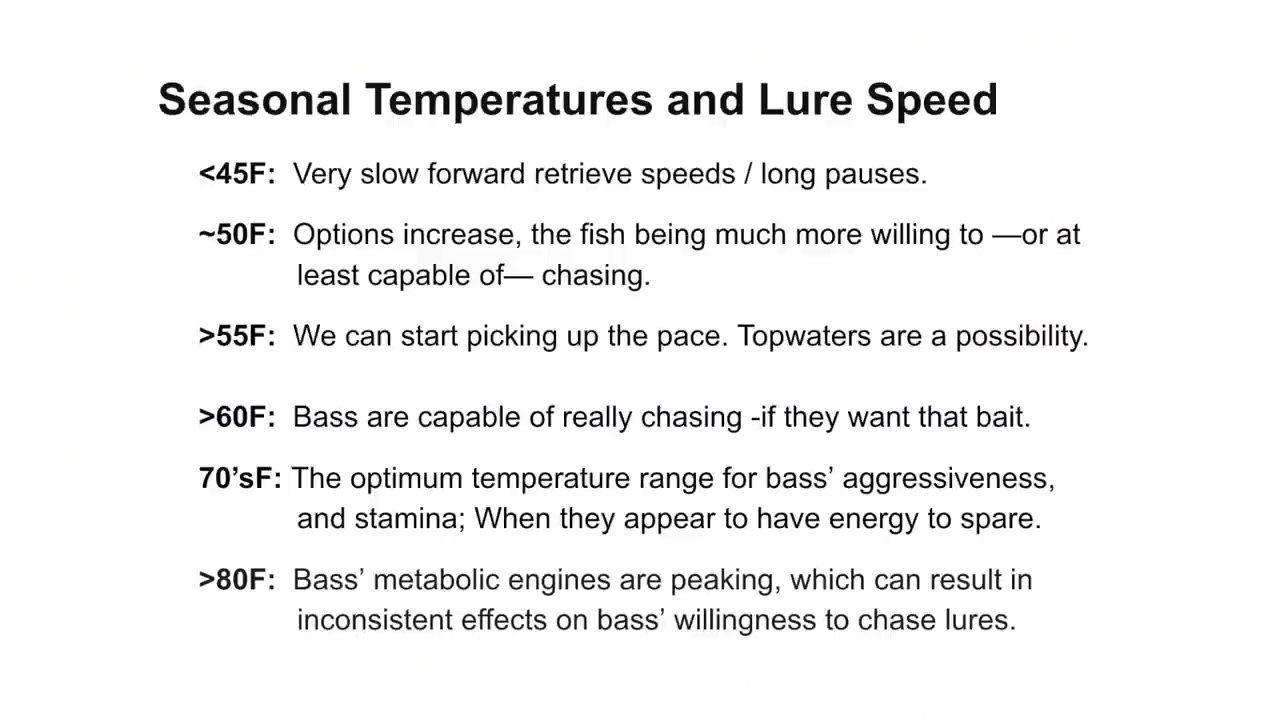 Seasonal Temperatures and Lure Speed
<45F: Very slow forward retrieve speeds / long pauses.
~50F: Options increase, the fish being much more willing to —or at
least capable of— chasing.
>55F: We can start picking up the pace. Topwaters are a possibility.
>60F: Bass are capable of really chasing -if they want that bait.
70’sF: The optimum temperature range for bass’ aggressiveness,
and stamina; When they appear to have energy to spare.
>80F: Bass’ metabolic engines are peaking, which can result in
inconsistent effects on bass’ willingness to chase lures.